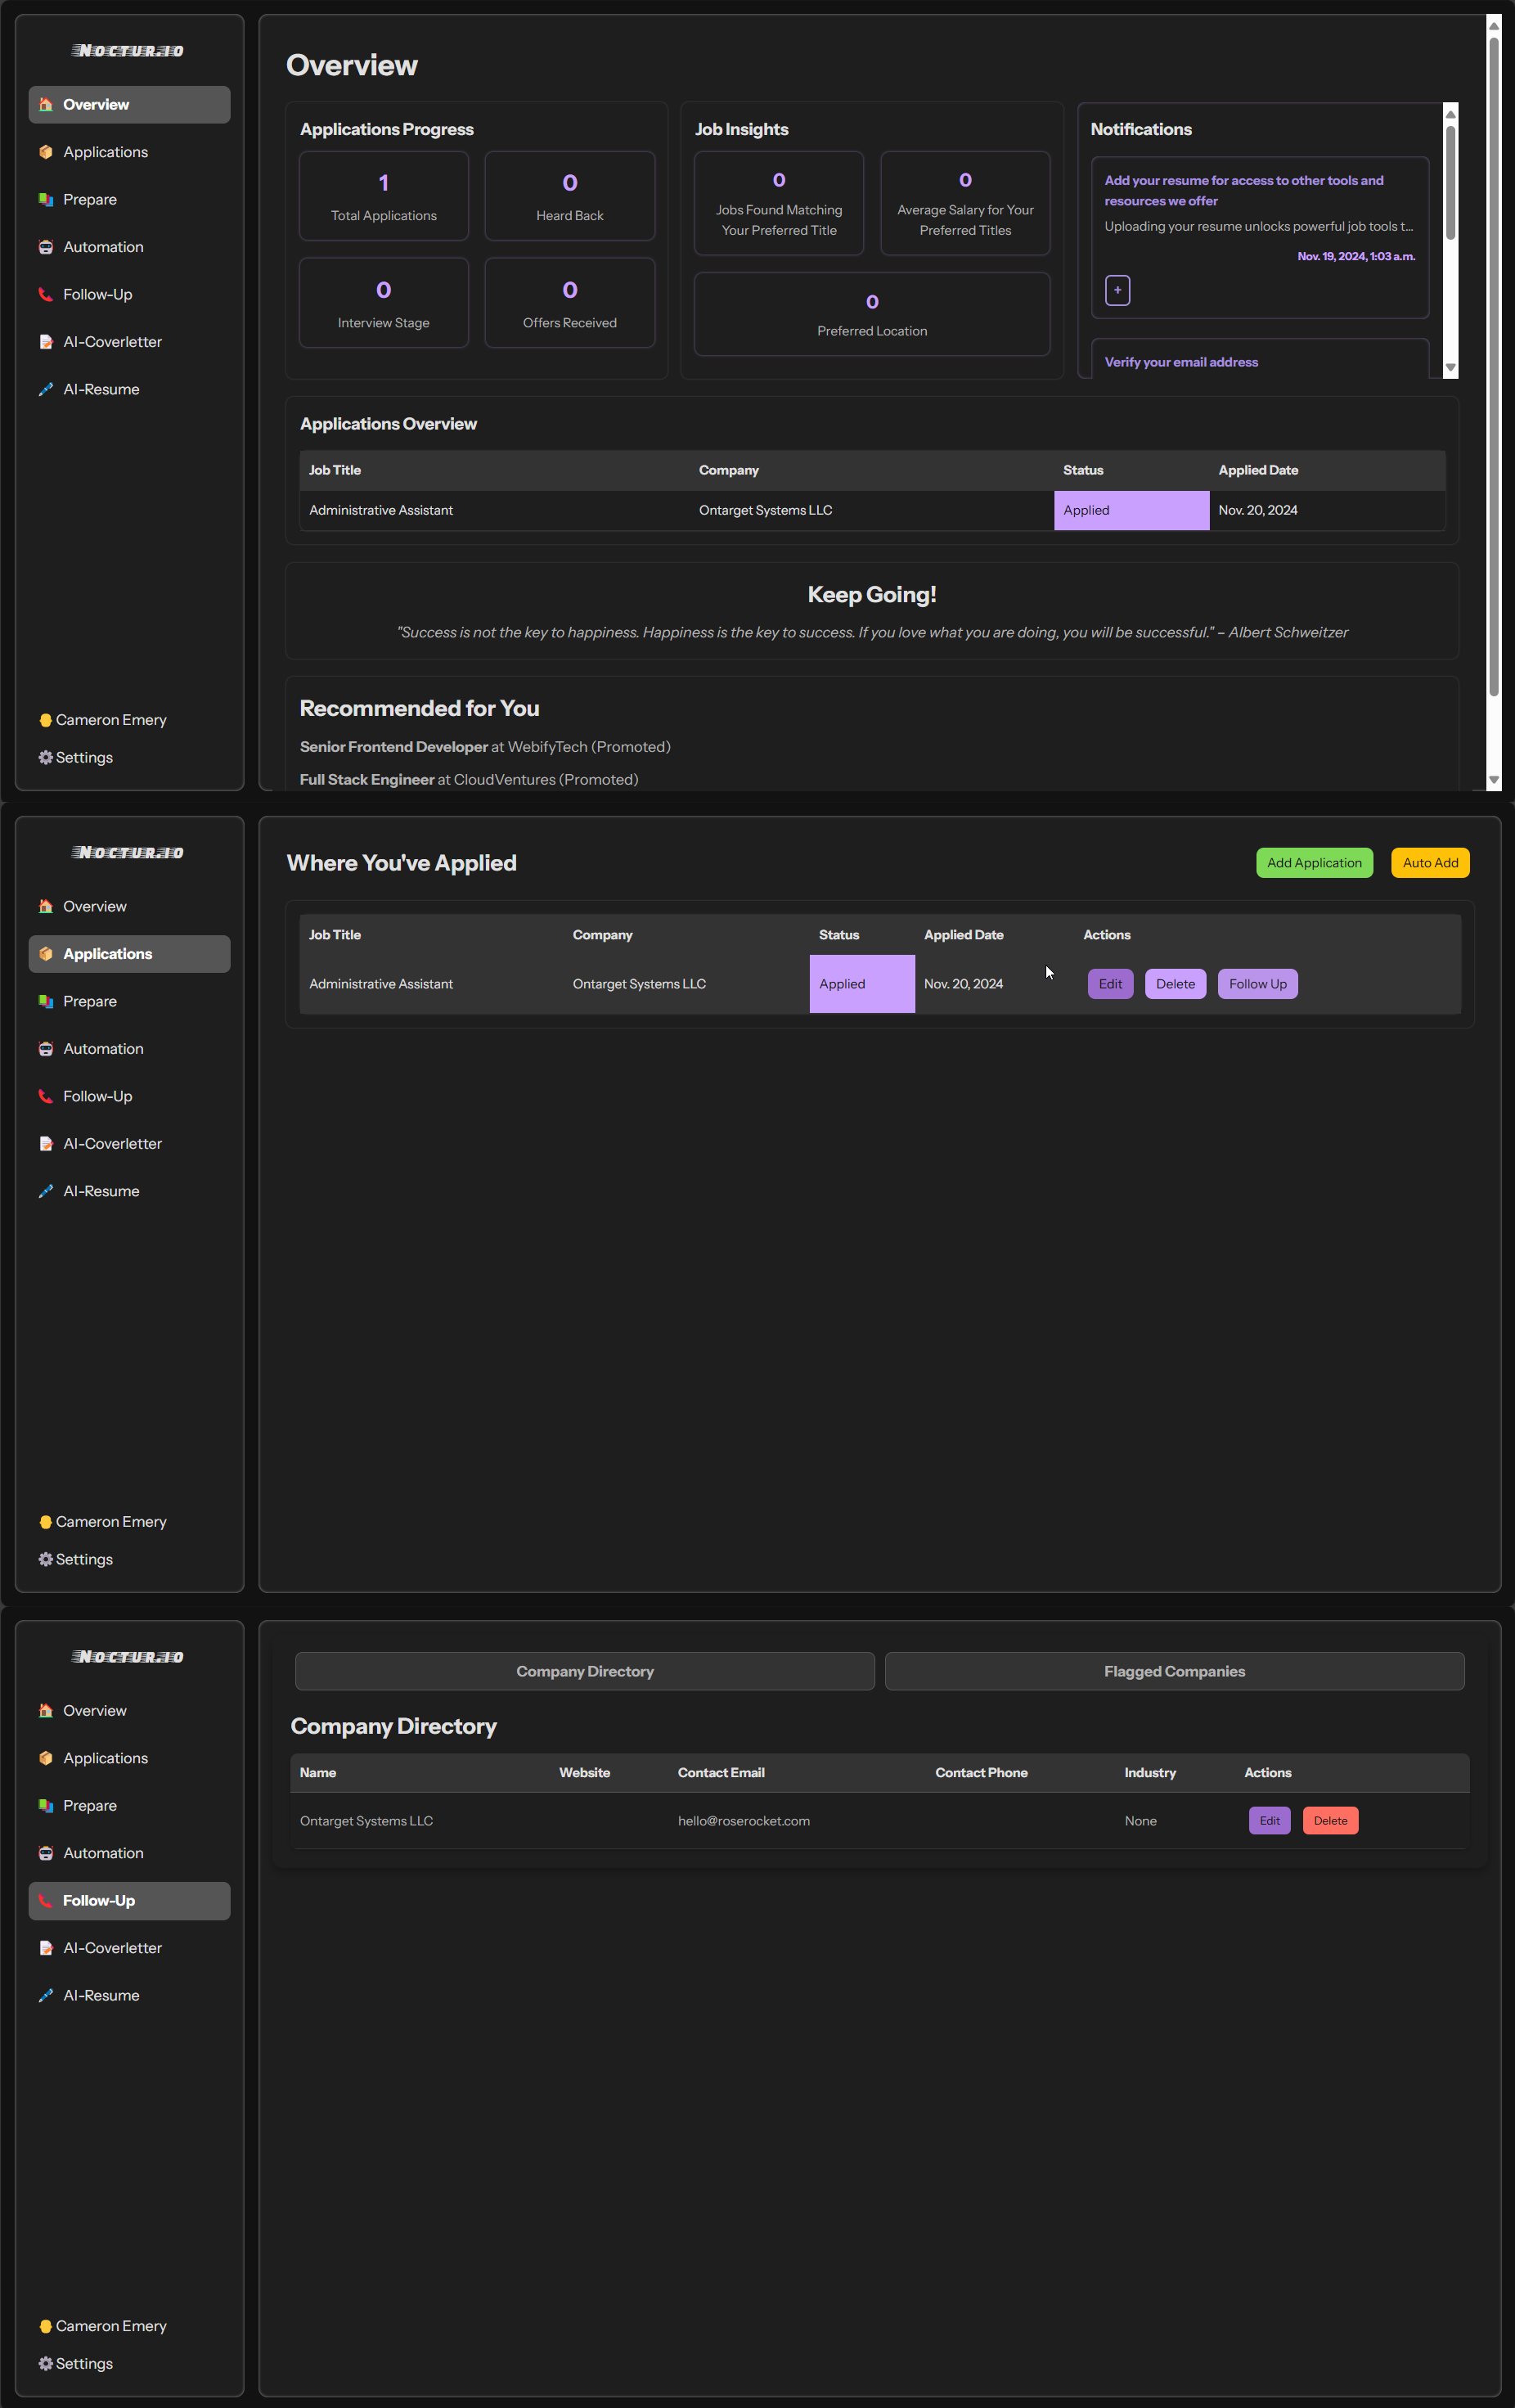 Noctur.io
Overview
Applications
Prepare
Automation
Follow-Up
AI-Coverletter
AI-Resume
Cameron Emery
Settings
Overview
Applications Progress
1
Total Applications
0
Heard Back
0
Interview Stage
0
Offers Received
Job Insights
0
Jobs Found Matching
Your Preferred Title
0
Average Salary for Your
Preferred Titles
0
Preferred Location
Notifications
Add your resume for access to other tools and
resources we offer
Uploading your resume unlocks powerful job tools t...
Nov. 19, 2024, 1:03 a.m.
+
Verify your email address
Applications Overview
Job Title Company Status Applied Date
Administrative Assistant Ontarget Systems LLC Applied Nov. 20, 2024
Keep Going!
"Success is not the key to happiness. Happiness is the key to success. If you love what you are doing, you will be successful." – Albert Schweitzer
Recommended for You
Senior Frontend Developer at WebifyTech (Promoted)
Full Stack Engineer at CloudVentures (Promoted)
Noctur.io
Overview
Applications
Prepare
Automation
Follow-Up
AI-Coverletter
AI-Resume
Cameron Emery
Settings
Where You've Applied
Add Application Auto Add
Job Title Company Status Applied Date Actions
Administrative Assistant Ontarget Systems LLC Applied Nov. 20, 2024 Edit Delete Follow Up
Noctur.io
Overview
Applications
Prepare
Automation
Follow-Up
AI-Coverletter
AI-Resume
Cameron Emery
Settings
Company Directory Flagged Companies
Company Directory
Name Website Contact Email Contact Phone Industry Actions
Ontarget Systems LLC hello@roserocket.com None Edit Delete